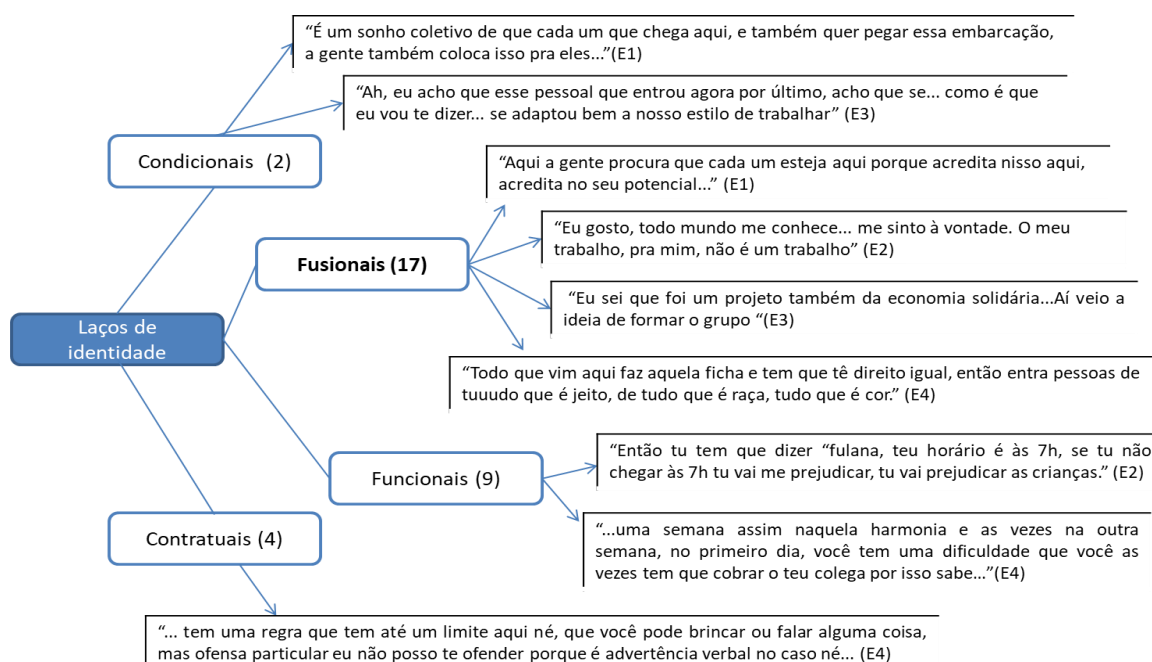 “É um sonho coletivo de que cada um que chega aqui, e também quer pegar essa embarcação,
a gente também coloca isso pra eles...”(E1)
“Ah, eu acho que esse pessoal que entrou agora por último, acho que se... como é que
eu vou te dizer... se adaptou bem a nosso estilo de trabalhar” (E3)
Condicionais (2)
“Aqui a gente procura que cada um esteja aqui porque acredita nisso aqui,
acredita no seu potencial...” (E1)
“Eu gosto, todo mundo me conhece... me sinto à vontade. O meu
trabalho, pra mim, não é um trabalho” (E2)
Fusionais (17)
“Eu sei que foi um projeto também da economia solidária...Aí veio a
ideia de formar o grupo “(E3)
Laços de
identidade
“Todo que vim aqui faz aquela ficha e tem que tê direito igual, então entra pessoas de
tuuudo que é jeito, de tudo que é raça, tudo que é cor.” (E4)
“Então tu tem que dizer “fulana, teu horário é às 7h, se tu não
chegar às 7h tu vai me prejudicar, tu vai prejudicar as crianças.” (E2)
Funcionais (9)
“...uma semana assim naquela harmonia e as vezes na outra
semana, no primeiro dia, você tem uma dificuldade que você as
vezes tem que cobrar o teu colega por isso sabe...”(E4)
Contratuais (4)
“... tem uma regra que tem até um limite aqui né, que você pode brincar ou falar alguma coisa,
mas ofensa particular eu não posso te ofender porque é advertência verbal no caso né... (E4)